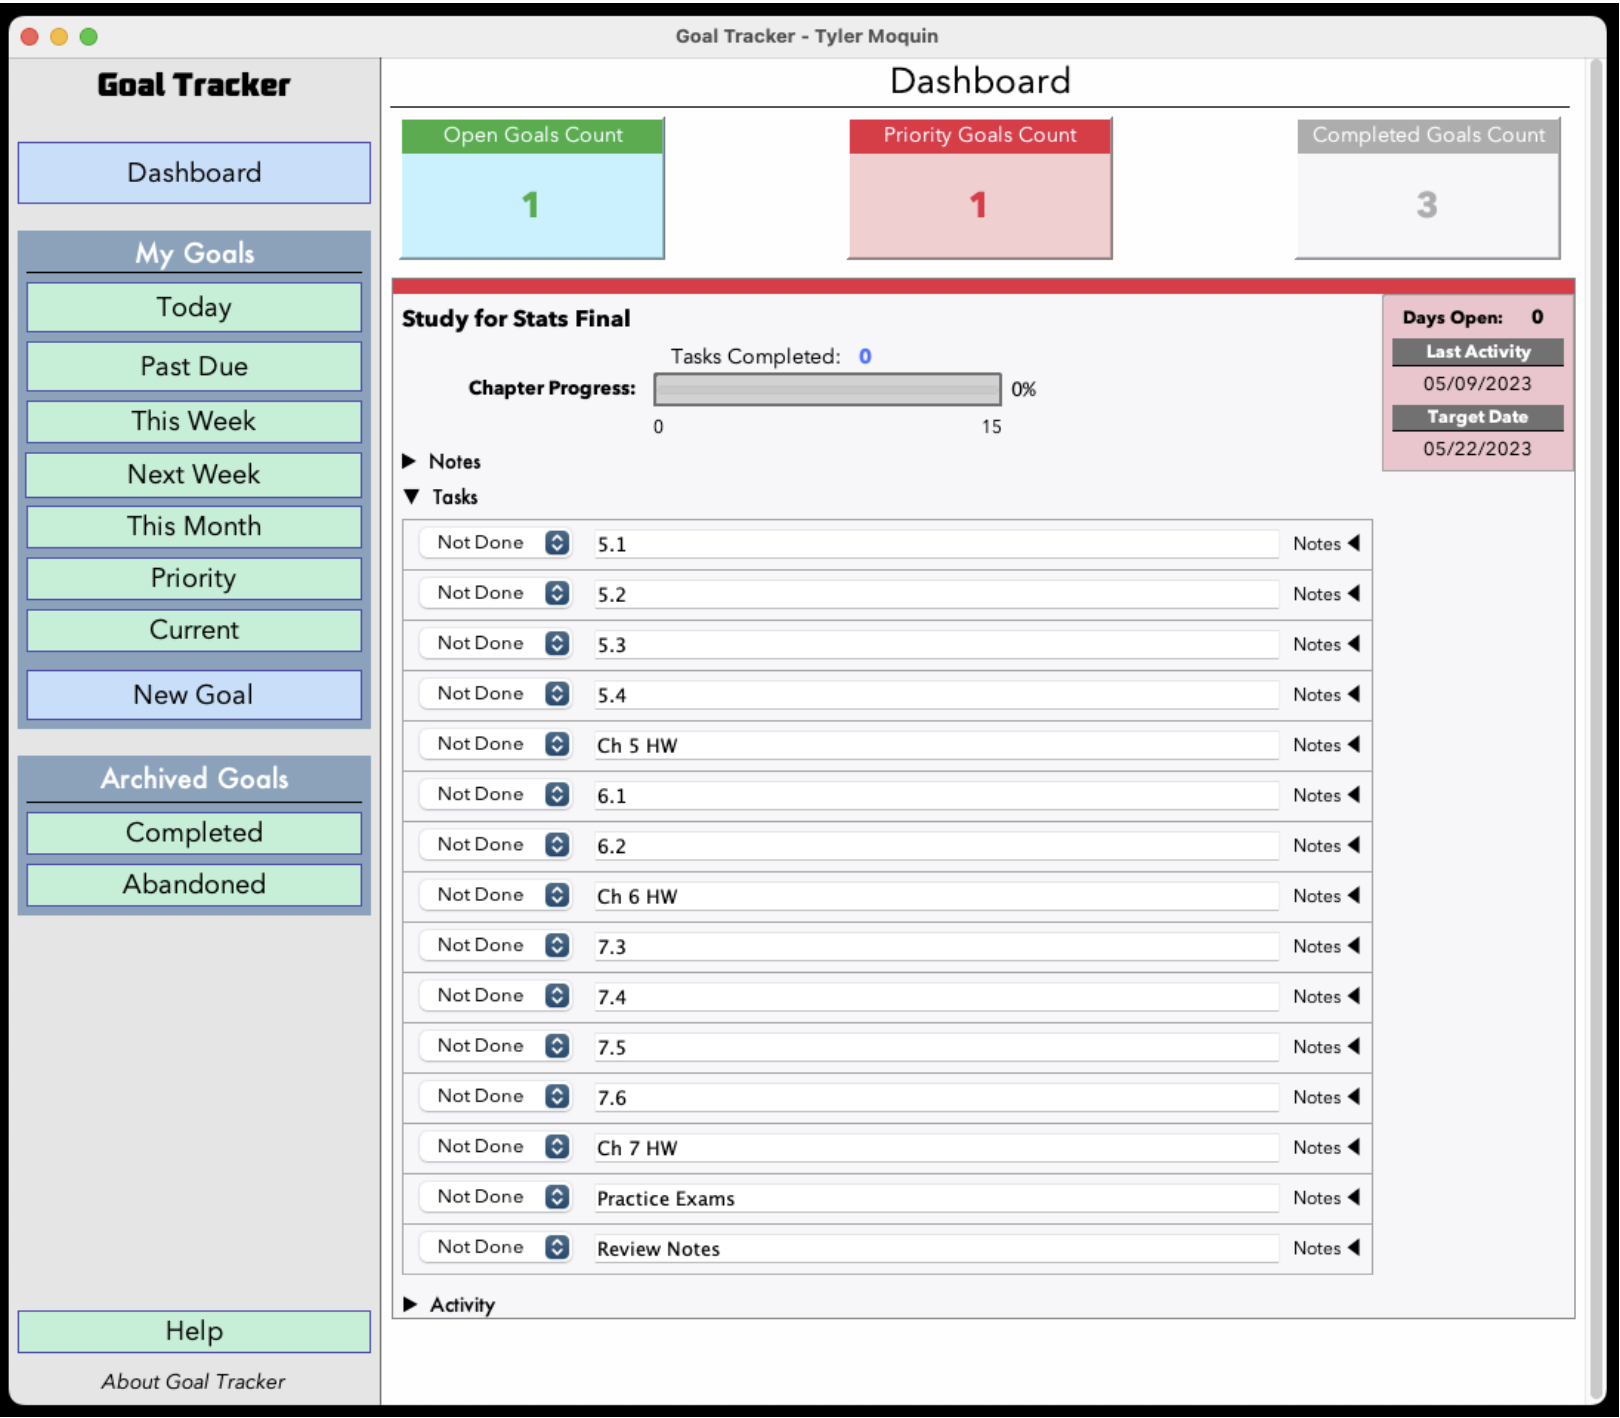 Goal Tracker - Tyler Moquin
Goal Tracker
Dashboard
My Goals
Today
Past Due
This Week
Next Week
This Month
Priority
Current
New Goal
Archived Goals
Completed
Abandoned
Help
About Goal Tracker
Dashboard
Open Goals Count
1
Priority Goals Count
1
Completed Goals Count
3
Study for Stats Final
Tasks Completed: 0
Chapter Progress: 0%
0 15
Days Open: 0
Last Activity
05/09/2023
Target Date
05/22/2023
Notes
Tasks
Not Done 5.1 Notes
Not Done 5.2 Notes
Not Done 5.3 Notes
Not Done 5.4 Notes
Not Done Ch 5 HW Notes
Not Done 6.1 Notes
Not Done 6.2 Notes
Not Done Ch 6 HW Notes
Not Done 7.3 Notes
Not Done 7.4 Notes
Not Done 7.5 Notes
Not Done 7.6 Notes
Not Done Ch 7 HW Notes
Not Done Practice Exams Notes
Not Done Review Notes Notes
Activity